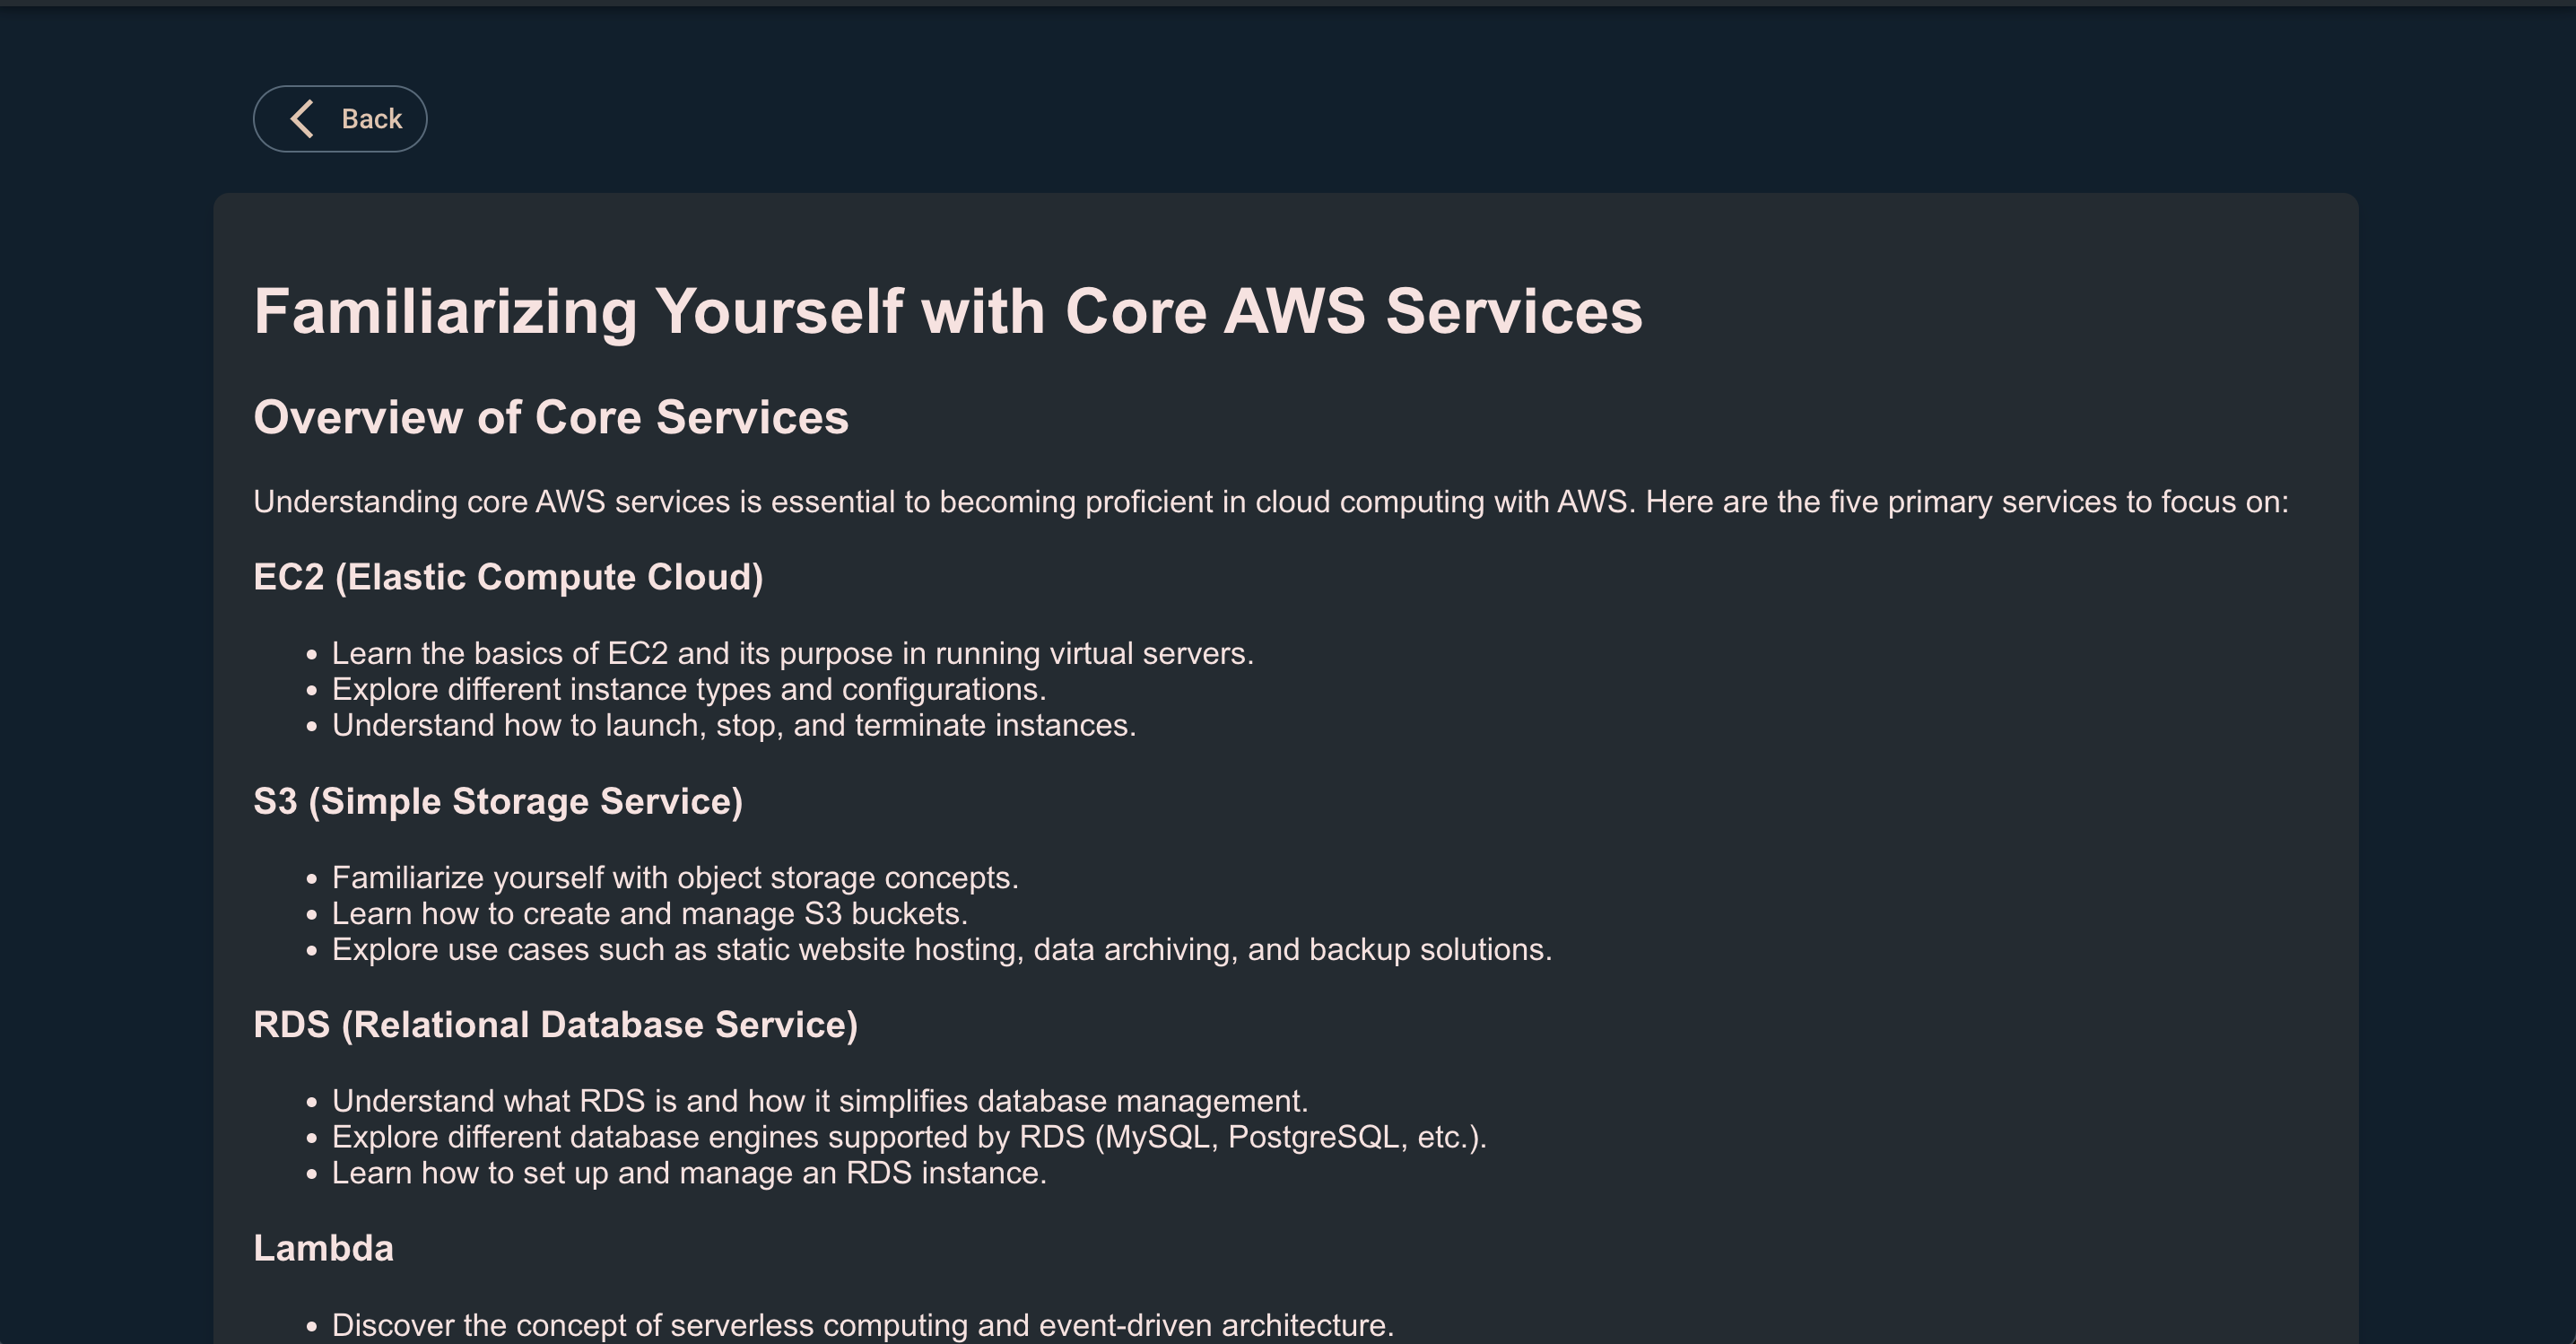 Back
Familiarizing Yourself with Core AWS Services
Overview of Core Services
Understanding core AWS services is essential to becoming proficient in cloud computing with AWS. Here are the five primary services to focus on:
EC2 (Elastic Compute Cloud)
Learn the basics of EC2 and its purpose in running virtual servers.
Explore different instance types and configurations.
Understand how to launch, stop, and terminate instances.
S3 (Simple Storage Service)
Familiarize yourself with object storage concepts.
Learn how to create and manage S3 buckets.
Explore use cases such as static website hosting, data archiving, and backup solutions.
RDS (Relational Database Service)
Understand what RDS is and how it simplifies database management.
Explore different database engines supported by RDS (MySQL, PostgreSQL, etc.).
Learn how to set up and manage an RDS instance.
Lambda
Discover the concept of serverless computing and event-driven architecture.